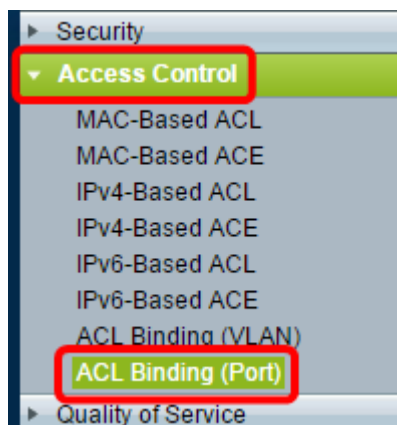 Security
Access Control
MAC-Based ACL
MAC-Based ACE
IPv4-Based ACL
IPv4-Based ACE
IPv6-Based ACL
IPv6-Based ACE
ACL Binding (VLAN)
ACL Binding (Port)
Quality of Service